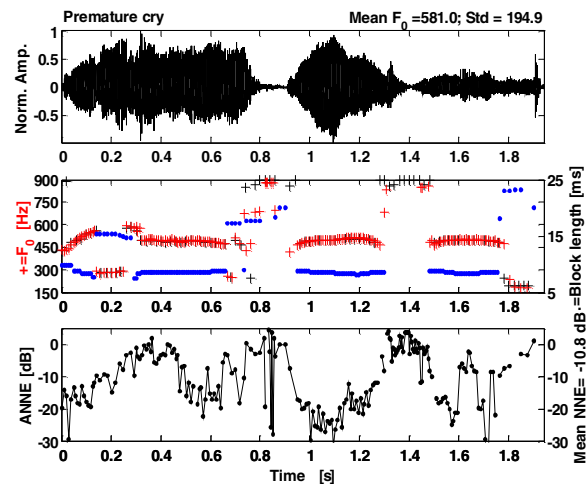 Premature cry
Mean F0 =581.0; Std = 194.9
Norm. Amp.
1
0.5
0
-0.5
0 0.2 0.4 0.6 0.8 1 1.2 1.4 1.6 1.8
+=F0 [Hz]
900
750
600
450
300
150
25
15
5
.=Block length [ms]
0 0.2 0.4 0.6 0.8 1 1.2 1.4 1.6 1.8
ANNE [dB]
0
-10
-20
-30
0
-10
-20
-30
Mean NNE= -10.8 dB
0 0.2 0.4 0.6 0.8 1 1.2 1.4 1.6 1.8
Time [s]